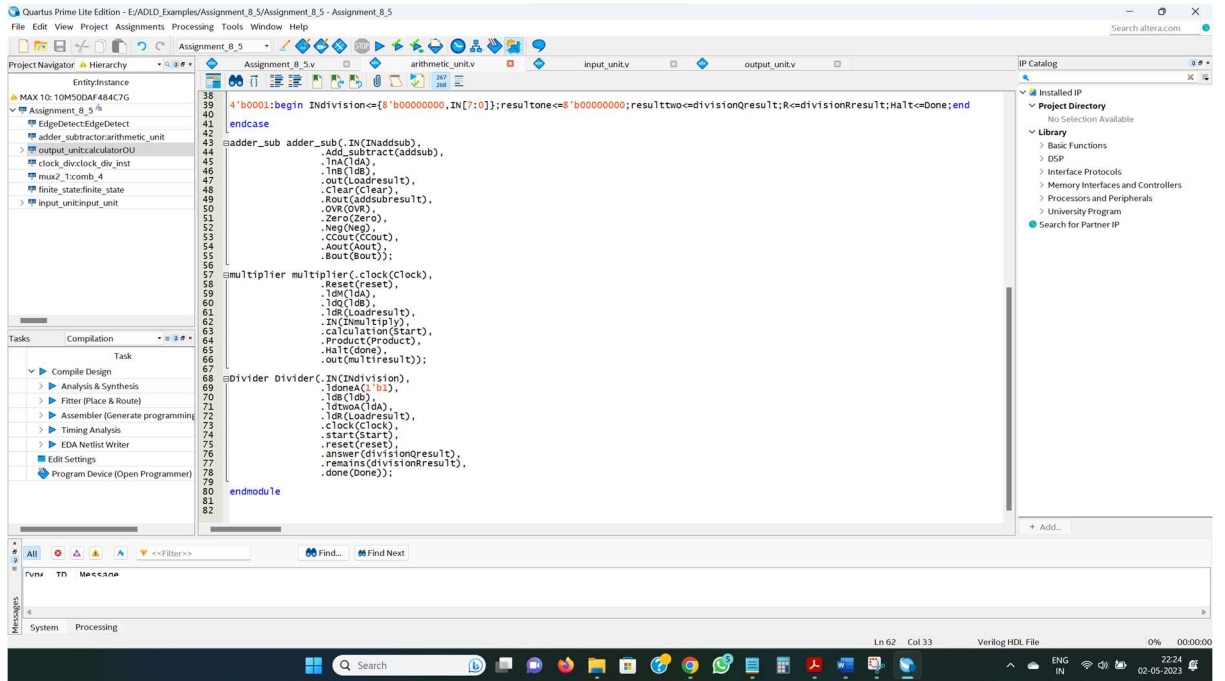 Quartus Prime Lite Edition - E:/ADLD_Examples/Assignment_8_5/Assignment_8_5 - Assignment_8_5
File Edit View Project Assignments Processing Tools Window Help
Search altera.com
Assignment_8_5
Project Navigator Hierarchy
Assignment_8_5.v arithmetic_unit.v input_unit.v output_unit.v
IP Catalog
Entity:Instance
MAX 10: 10M50DAF484C7G
Assignment_8_5
EdgeDetect:EdgeDetect
adder_subtractor:arithmetic_unit
output_unit:calculatorOU
clock_div:clock_div_inst
mux2_1:comb_4
finite_state:finite_state
input_unit:input_unit
Tasks Compilation
Task
Compile Design
Analysis & Synthesis
Fitter (Place & Route)
Assembler (Generate programming
Timing Analysis
EDA Netlist Writer
Edit Settings
Program Device (Open Programmer)
267
268
38
39 4'b0001:begin INdivision<={8'b00000000,IN[7:0]};resultone<=8'b00000000;resulttwo<=divisionQresult;R<=divisionRresult;Halt<=Done;end
40
41 endcase
42
43 adder_sub adder_sub(.IN(INaddsub),
44 .Add_subtract(addsub),
45 .lnA(ldA),
46 .lnB(ldB),
47 .out(Loadresult),
48 .Clear(Clear),
49 .Rout(addsubresult),
50 .OVR(OVR),
51 .Zero(Zero),
52 .Neg(Neg),
53 .CCout(CCout),
54 .Aout(Aout),
55 .Bout(Bout));
56
57 multiplier multiplier(.clock(Clock),
58 .Reset(reset),
59 .ldM(ldA),
60 .ldQ(ldB),
61 .ldR(Loadresult),
62 .IN(INmultiply),
63 .calculation(Start),
64 .Product(Product),
65 .Halt(done),
66 .out(multiresult));
67
68 Divider Divider(.IN(INdivision),
69 .ldoneA(1'b1),
70 .ldB(ldb),
71 .ldtwoA(ldA),
72 .ldR(Loadresult),
73 .clock(Clock),
74 .start(Start),
75 .reset(reset),
76 .answer(divisionQresult),
77 .remains(divisionRresult),
78 .done(Done));
79
80 endmodule
81
82
Installed IP
Project Directory
No Selection Available
Library
Basic Functions
DSP
Interface Protocols
Memory Interfaces and Controllers
Processors and Peripherals
University Program
Search for Partner IP
+ Add...
All <<Filter>> Find... Find Next
Type ID Message
Messages
System Processing
Ln 62 Col 33 Verilog HDL File 0% 00:00:00
Search
ENG
IN
22:24
02-05-2023